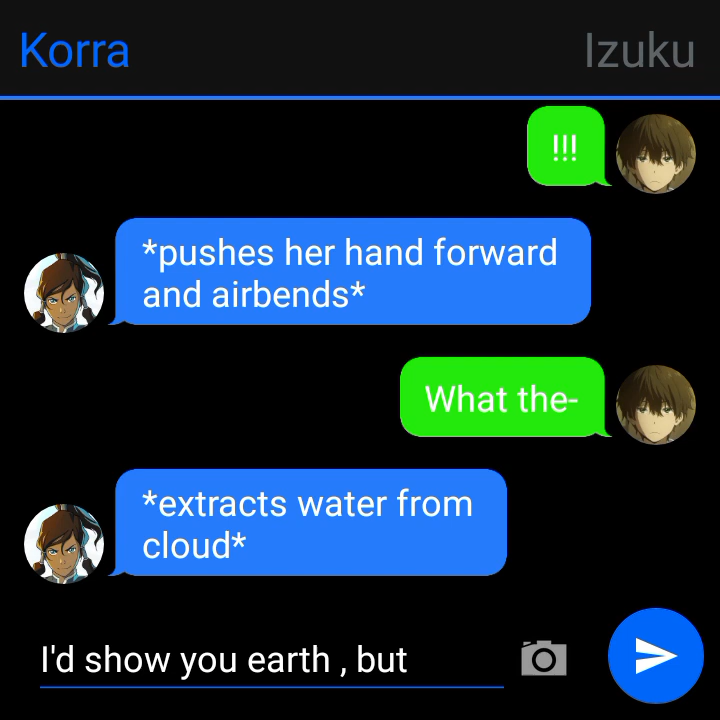 Korra
Izuku
!!!
*pushes her hand forward
and airbends*
What the-
*extracts water from
cloud*
I'd show you earth , but